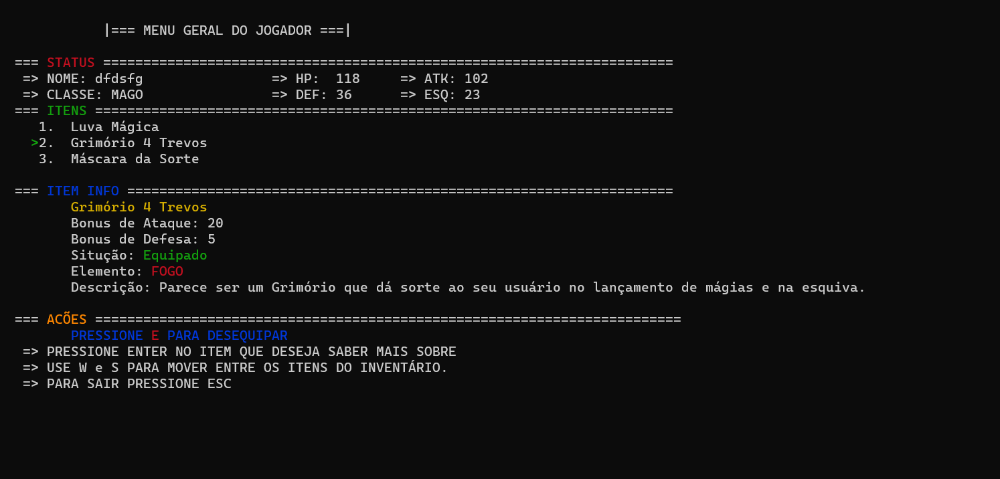 |=== MENU GERAL DO JOGADOR ===|
=== STATUS =======================================================================
=> NOME: dfdsfg => HP: 118 => ATK: 102
=> CLASSE: MAGO => DEF: 36 => ESQ: 23
=== ITENS ========================================================================
1. Luva Mágica
>2. Grimório 4 Trevos
3. Máscara da Sorte
=== ITEM INFO ====================================================================
Grimório 4 Trevos
Bonus de Ataque: 20
Bonus de Defesa: 5
Situção: Equipado
Elemento: FOGO
Descrição: Parece ser um Grimório que dá sorte ao seu usuário no lançamento de mágias e na esquiva.
=== ACÕES =========================================================================
PRESSIONE E PARA DESEQUIPAR
=> PRESSIONE ENTER NO ITEM QUE DESEJA SABER MAIS SOBRE
=> USE W e S PARA MOVER ENTRE OS ITENS DO INVENTÁRIO.
=> PARA SAIR PRESSIONE ESC